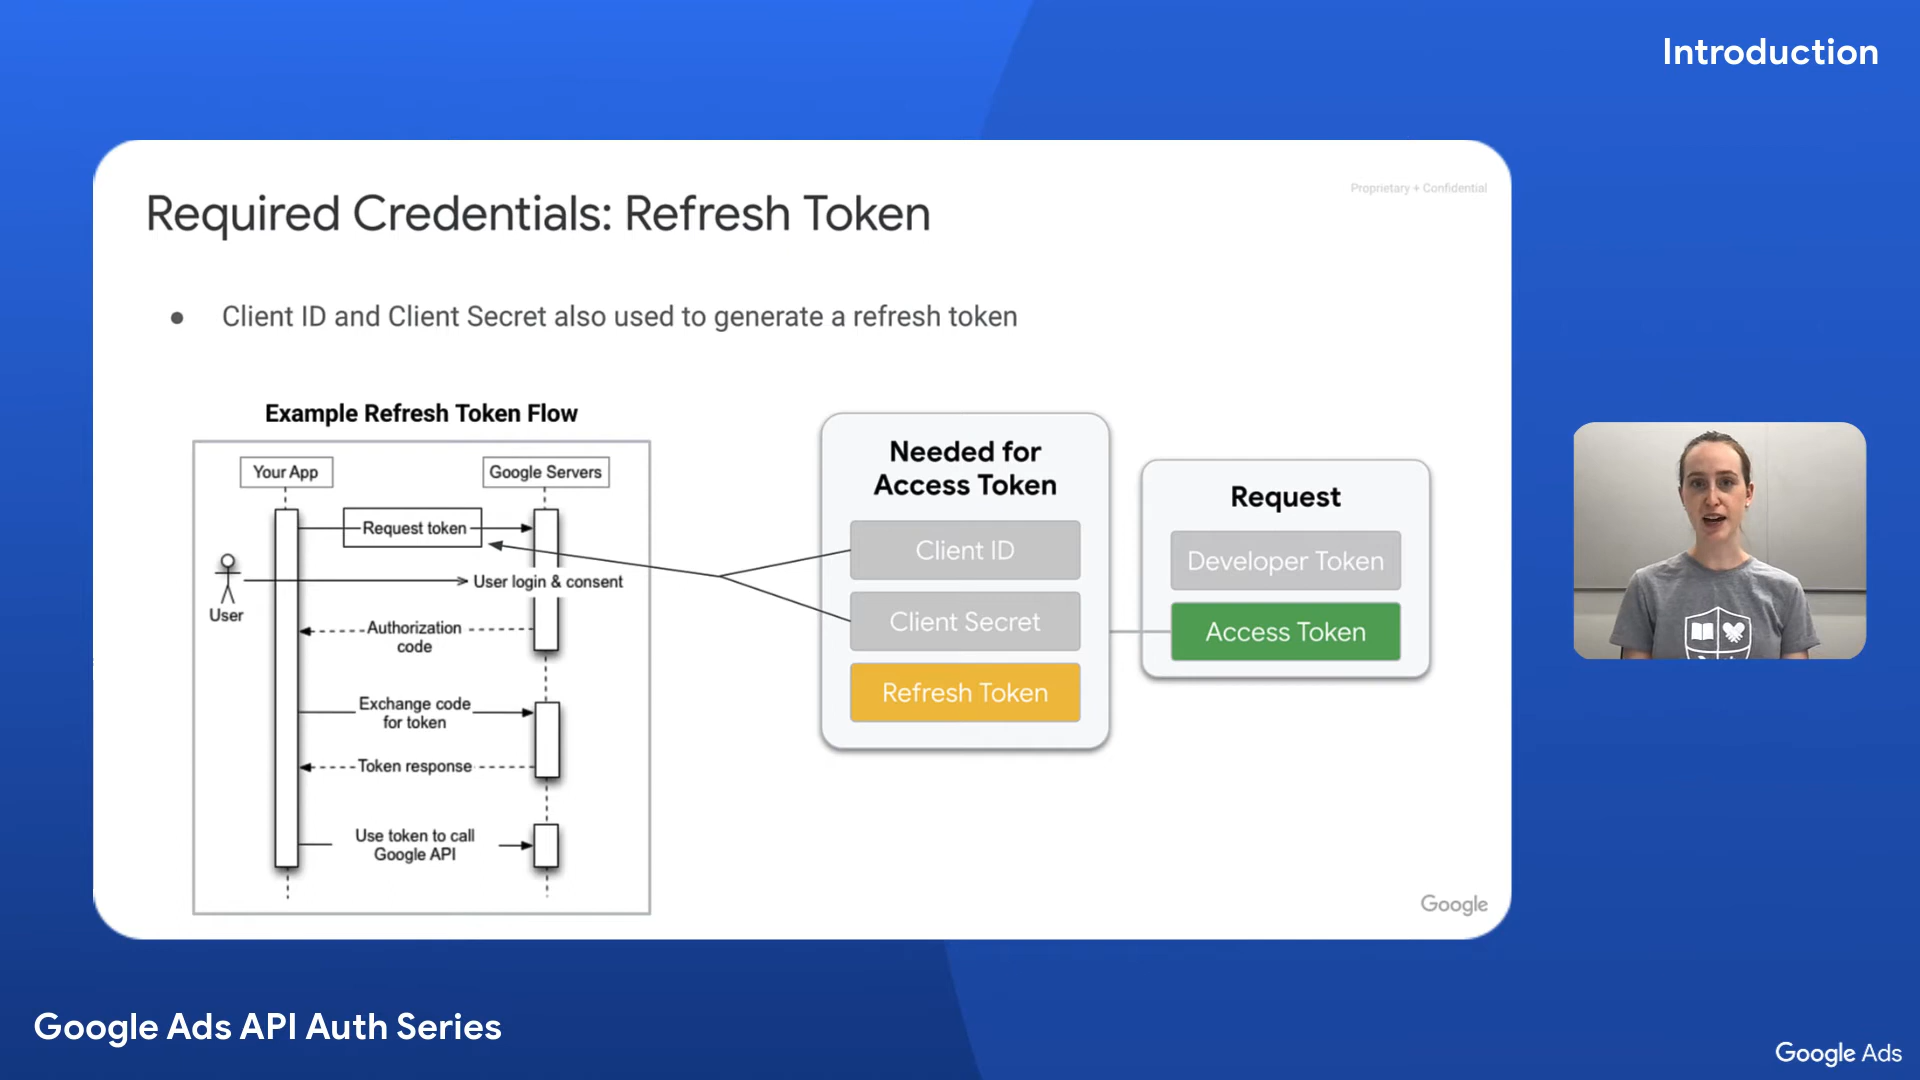 Introduction
Proprietary + Confidential
Required Credentials: Refresh Token
● Client ID and Client Secret also used to generate a refresh token
Example Refresh Token Flow
Your App
Google Servers
Request token
User login & consent
User
Authorization
code
Exchange code
for token
Token response
Use token to call
Google API
Needed for
Access Token
Client ID
Client Secret
Refresh Token
Request
Developer Token
Access Token
Google
Google Ads API Auth Series
Google Ads